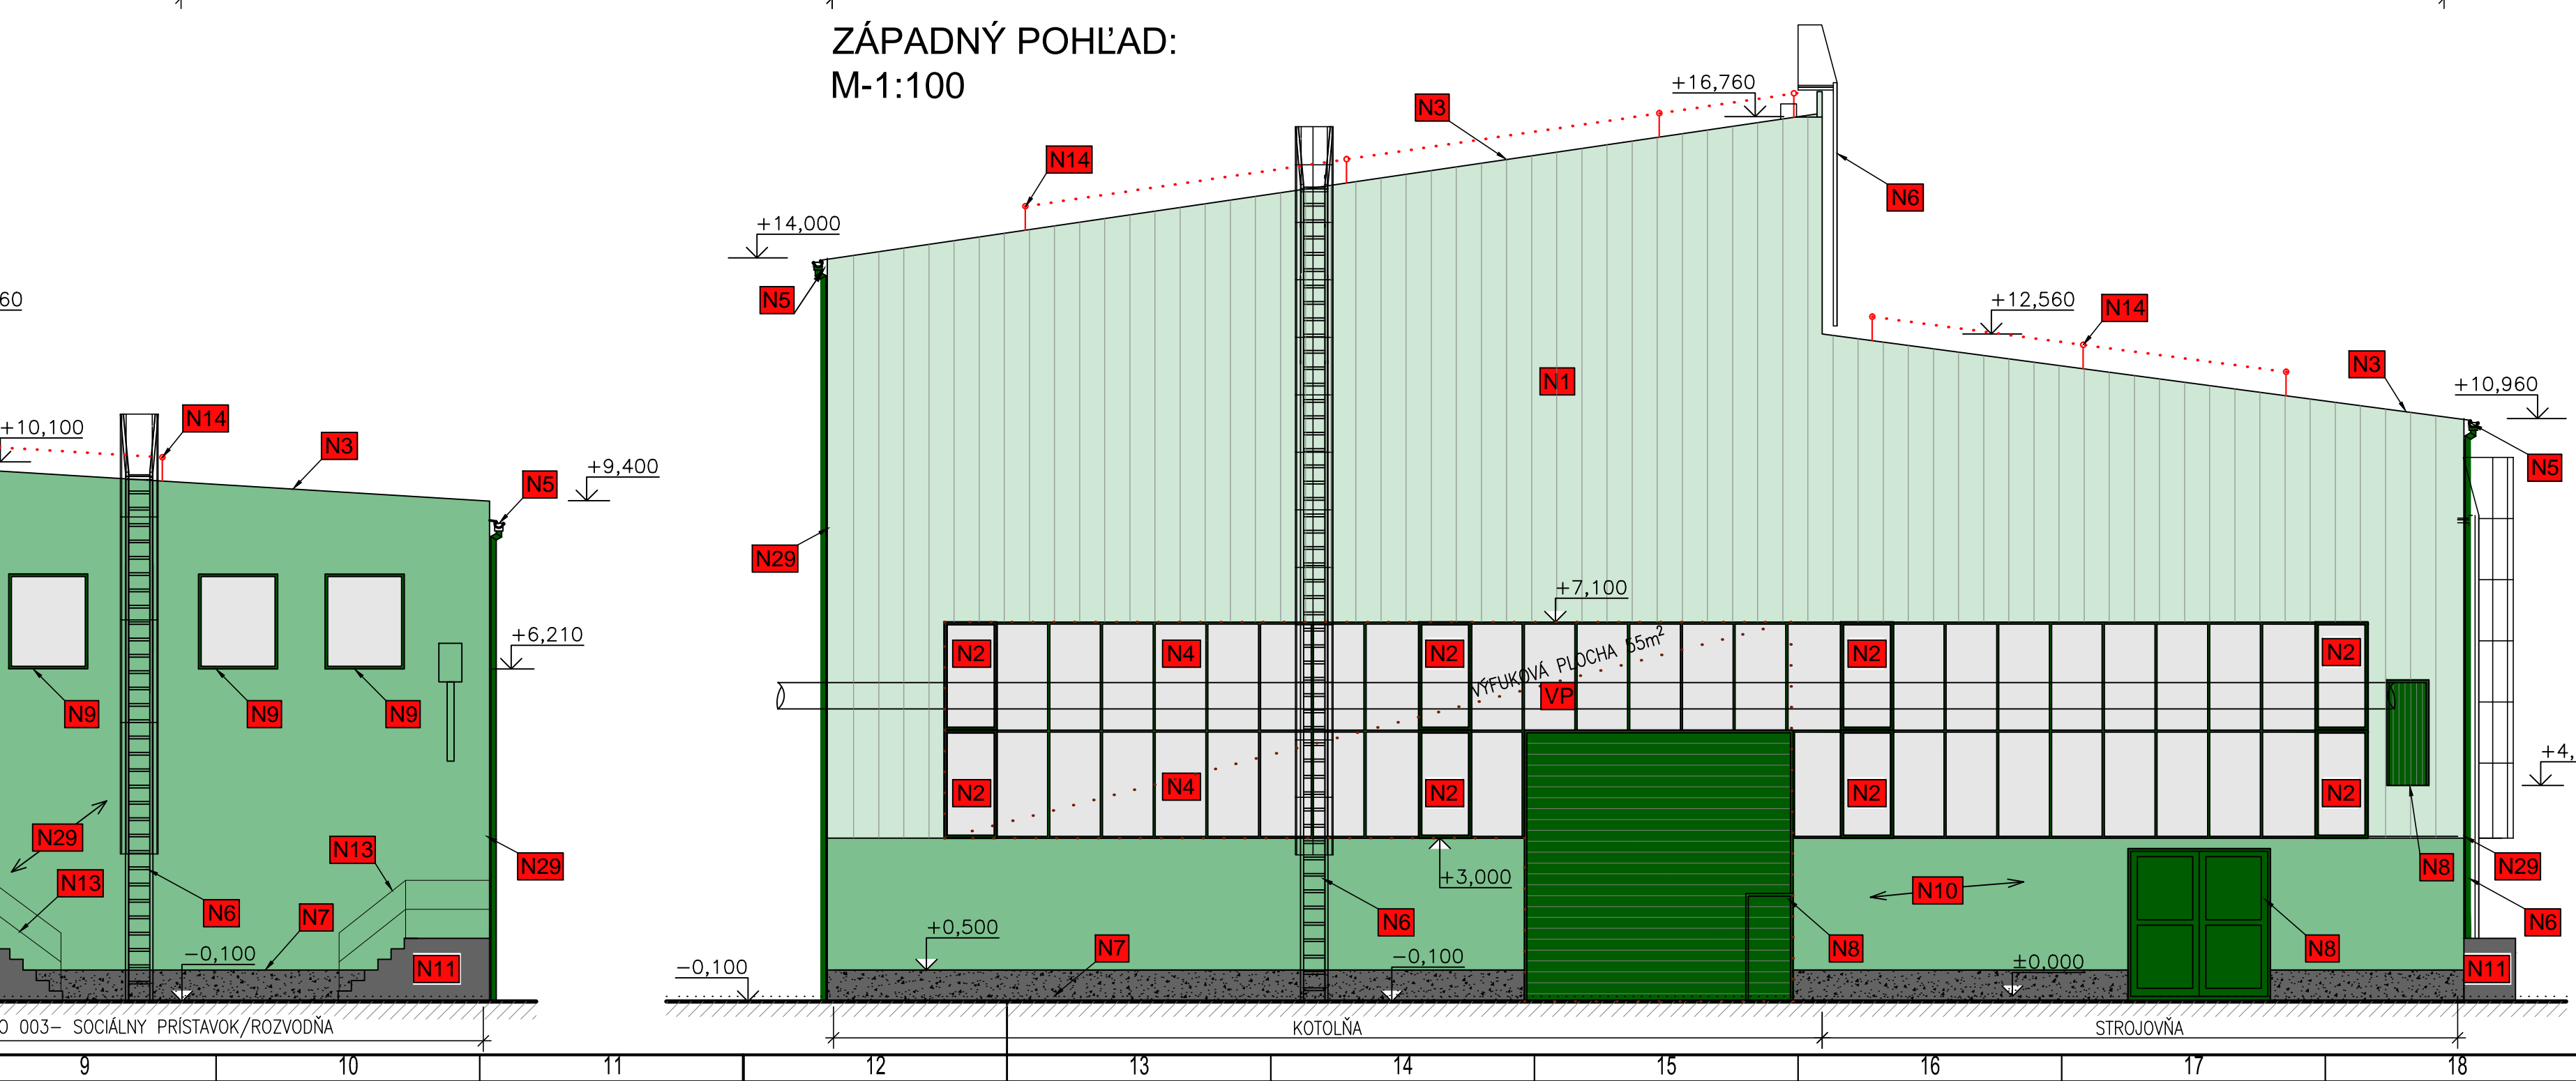 ZÁPADNÝ POHĽAD:
M-1:100
+16,760
N3
N14
N6
+14,000
N5
60
+12,560
N14
N3
+10,960
N1
N14
+10,100
N3
+9,400
N5
N5
N29
+7,100
+6,210
N2
N4
N2
VÝFUKOVÁ PLOCHA 55m²
N2
N2
VP
N9
N9
N9
+4,
N2
N4
N2
N2
N2
N29
N13
N13
N29
+3,000
N10
N8
N29
N6
N7
+0,500
N6
N8
N8
N6
N7
-0,100
N11
-0,100
-0,100
±0,000
N11
O 003- SOCIÁLNY PRÍSTAVOK/ROZVODŇA
KOTOLŇA
STROJOVŇA
9
10
11
12
13
14
15
16
17
18